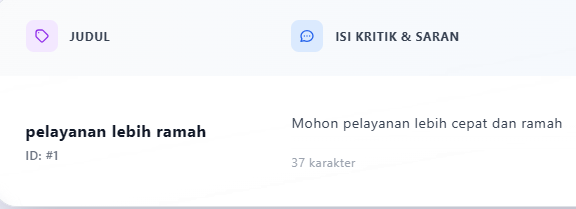 JUDUL
ISI KRITIK & SARAN
pelayanan lebih ramah
ID: #1
Mohon pelayanan lebih cepat dan ramah
37 karakter